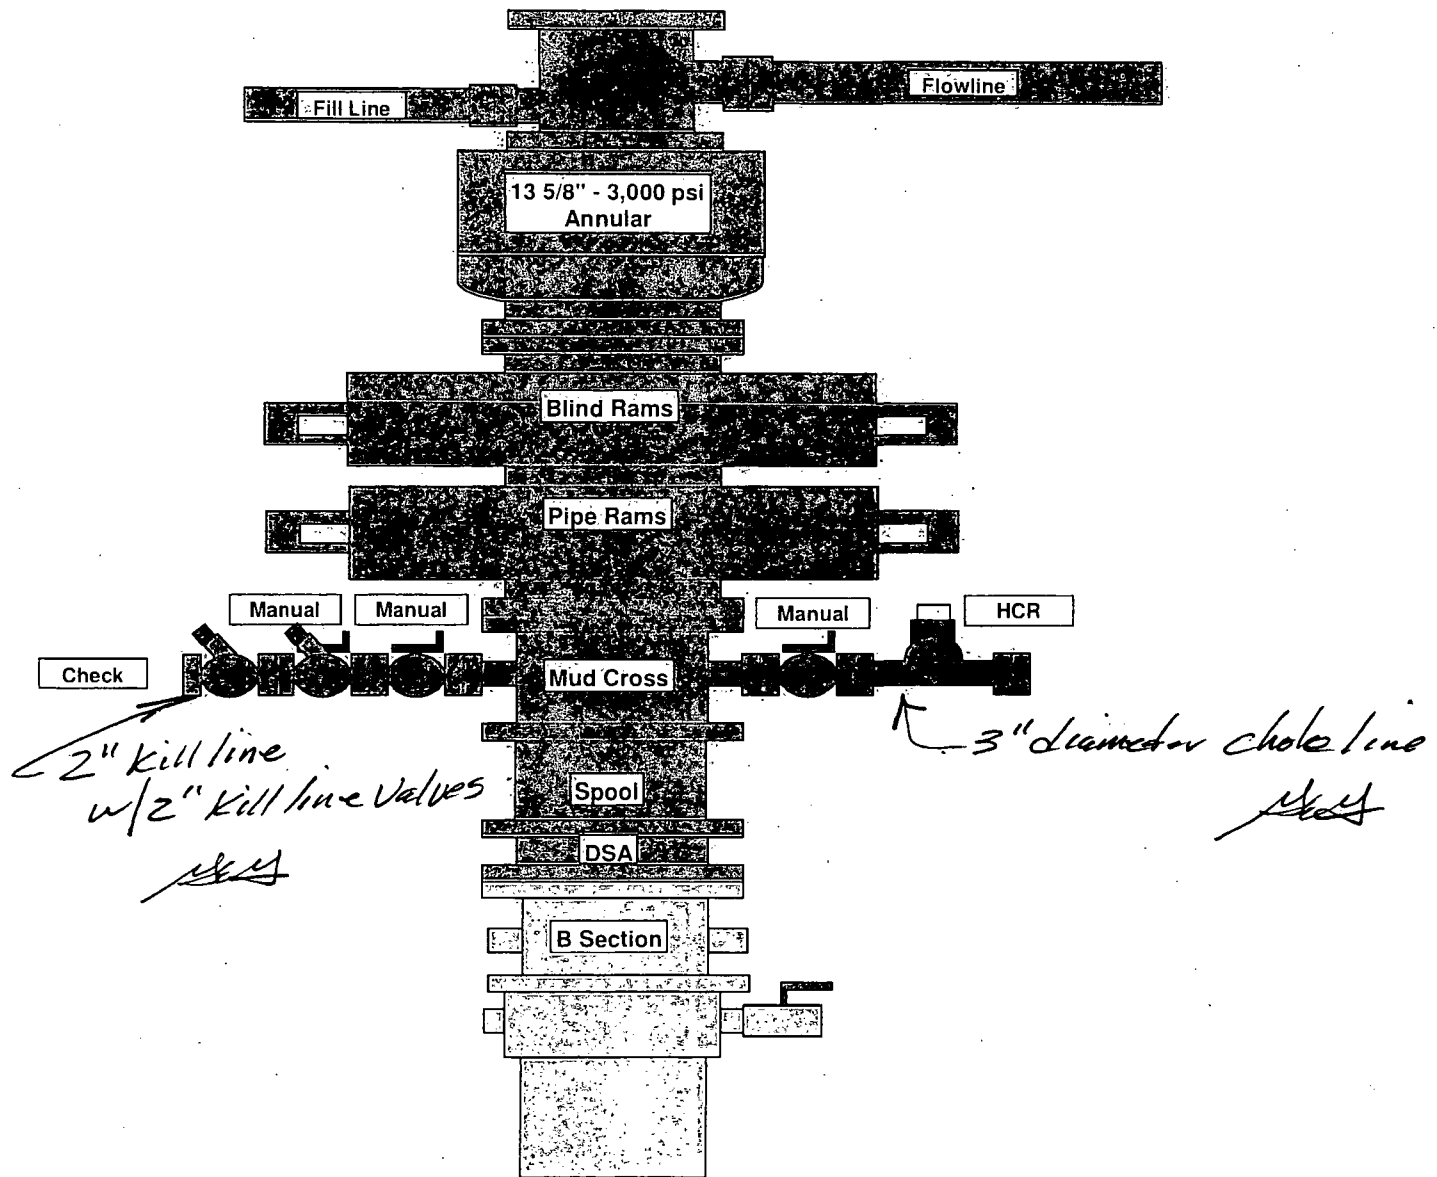 Flowline
Fill Line
13 5/8" - 3,000 psi
Annular
Blind Rams
Pipe Rams
Manual
Manual
Manual
HCR
Check
Mud Cross
2" kill line
w/2" kill line valves
3" diameter choke line
Spool
DSA
B Section